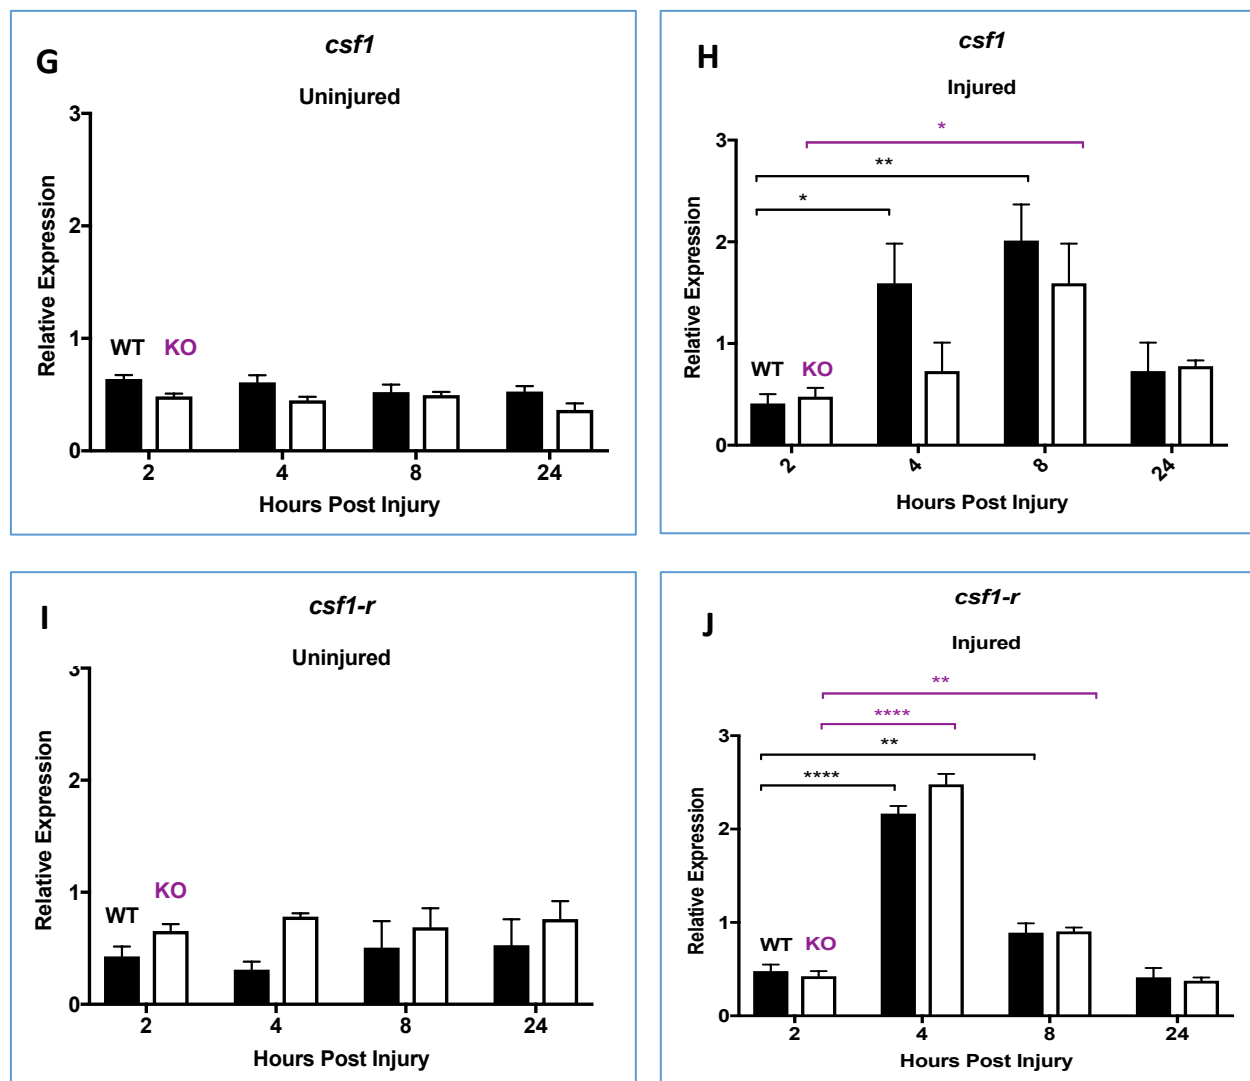 G
csf1
Uninjured
3
2
1
0
Relative Expression
WT KO
2 4 8 24
Hours Post Injury
H
csf1
Injured
*
**
*
3
2
1
0
Relative Expression
WT KO
2 4 8 24
Hours Post Injury
I
csf1-r
Uninjured
3
2
1
0
Relative Expression
KO
WT
2 4 8 24
Hours Post Injury
J
csf1-r
Injured
**
****
**
****
3
2
1
0
Relative Expression
WT KO
2 4 8 24
Hours Post Injury